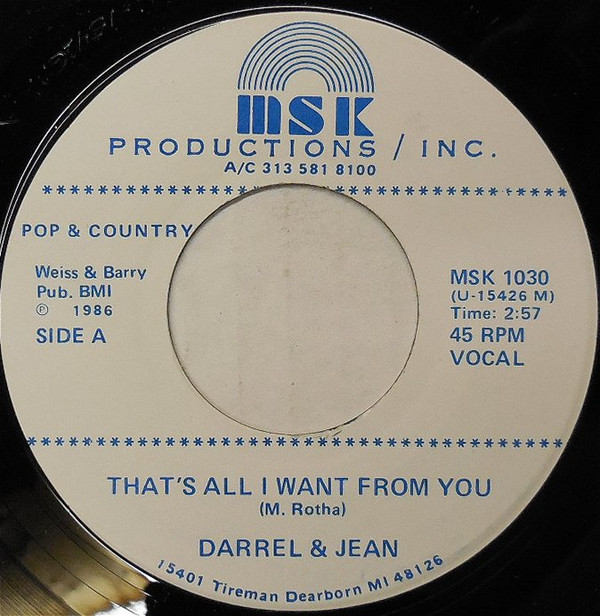 MSK
PRODUCTIONS / INC.
A/C 313 581 8100
POP & COUNTRY
Weiss & Barry
Pub. BMI
℗ 1986
SIDE A
MSK 1030
(U-15426 M)
Time: 2:57
45 RPM
VOCAL
THAT'S ALL I WANT FROM YOU
(M. Rotha)
DARREL & JEAN
15401 Tireman Dearborn MI 48126